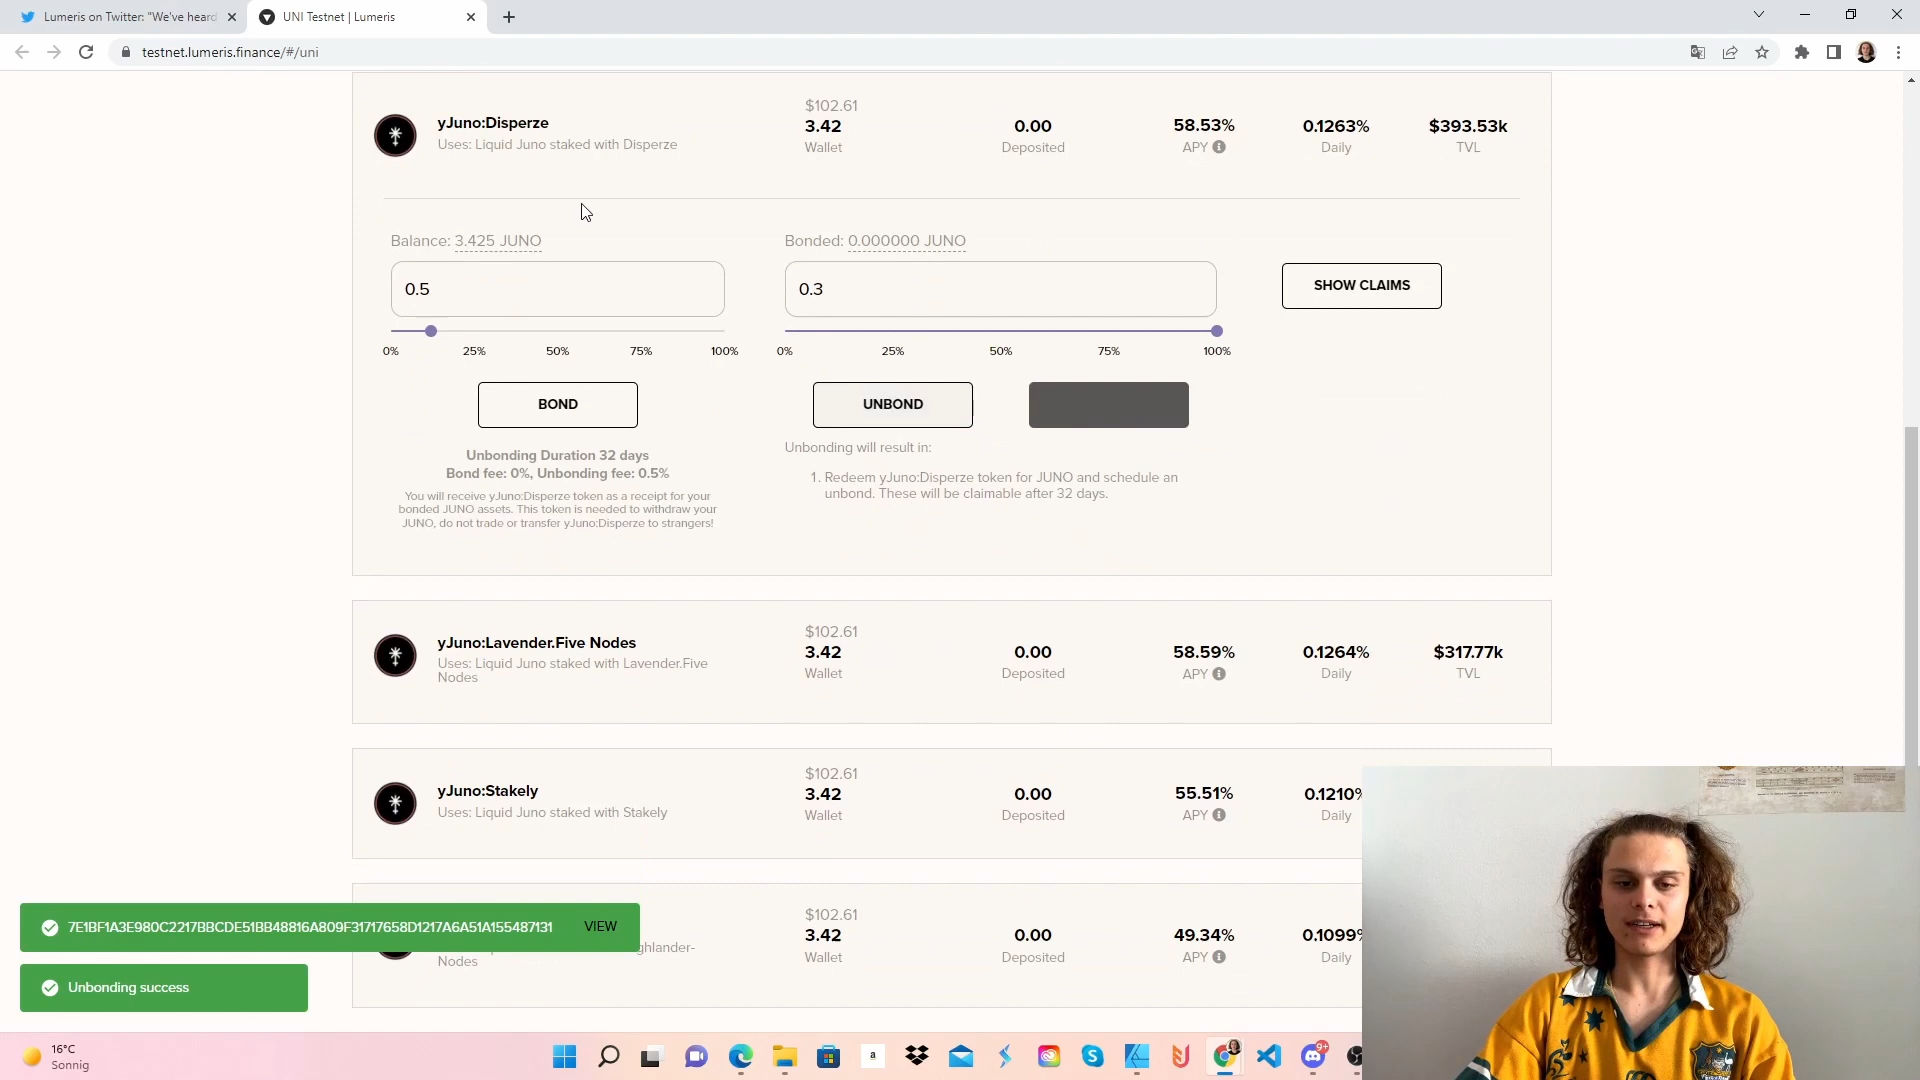 Lumeris on Twitter: "We've heard
UNI Testnet | Lumeris
testnet.lumeris.finance/#/uni
yJuno:Disperze
Uses: Liquid Juno staked with Disperze
$102.61
3.42
Wallet
0.00
Deposited
58.53%
APY
0.1263%
Daily
$393.53k
TVL
Balance: 3.425 JUNO
0.5
0% 25% 50% 75% 100%
BOND
Unbonding Duration 32 days
Bond fee: 0%, Unbonding fee: 0.5%
You will receive yJuno:Disperze token as a receipt for your
bonded JUNO assets. This token is needed to withdraw your
JUNO, do not trade or transfer yJuno:Disperze to strangers!
Bonded: 0.000000 JUNO
0.3
0% 25% 50% 75% 100%
UNBOND
Unbonding will result in:
1. Redeem yJuno:Disperze token for JUNO and schedule an
unbond. These will be claimable after 32 days.
SHOW CLAIMS
yJuno:Lavender.Five Nodes
Uses: Liquid Juno staked with Lavender.Five
Nodes
$102.61
3.42
Wallet
0.00
Deposited
58.59%
APY
0.1264%
Daily
$317.77k
TVL
yJuno:Stakely
Uses: Liquid Juno staked with Stakely
$102.61
3.42
Wallet
0.00
Deposited
55.51%
APY
0.1210%
Daily
ghlander-
Nodes
$102.61
3.42
Wallet
0.00
Deposited
49.34%
APY
0.1099%
Daily
7E1BF1A3E980C2217BBCDE51BB48816A809F31717658D1217A6A51A155487131 VIEW
Unbonding success
16°C
Sonnig
a
9+